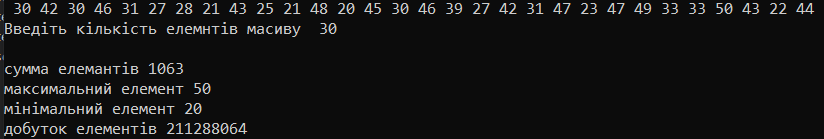 30 42 30 46 31 27 28 21 43 25 21 48 20 45 30 46 39 27 42 31 47 23 47 49 33 33 50 43 22 44
Введіть кількість елемнтів масиву  30
сумма елемантів 1063
максимальний елемент 50
мінімальний елемент 20
добуток елементів 211288064